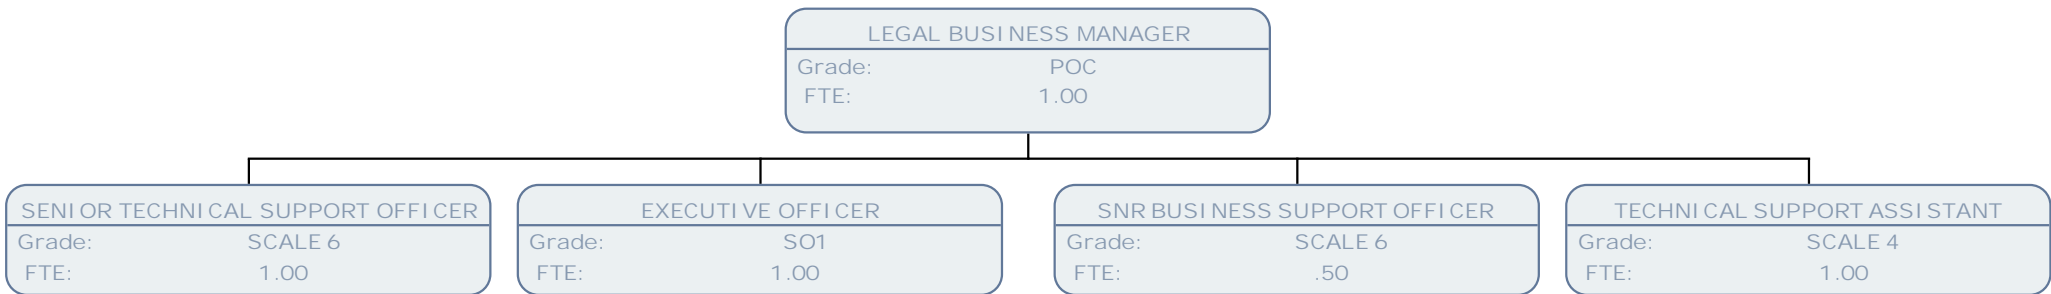 LEGAL BUSINESS MANAGER
Grade: POC
FTE: 1.00
SENIOR TECHNICAL SUPPORT OFFICER
Grade: SCALE 6
FTE: 1.00
EXECUTIVE OFFICER
Grade: SO1
FTE: 1.00
SNR BUSINESS SUPPORT OFFICER
Grade: SCALE 6
FTE: .50
TECHNICAL SUPPORT ASSISTANT
Grade: SCALE 4
FTE: 1.00